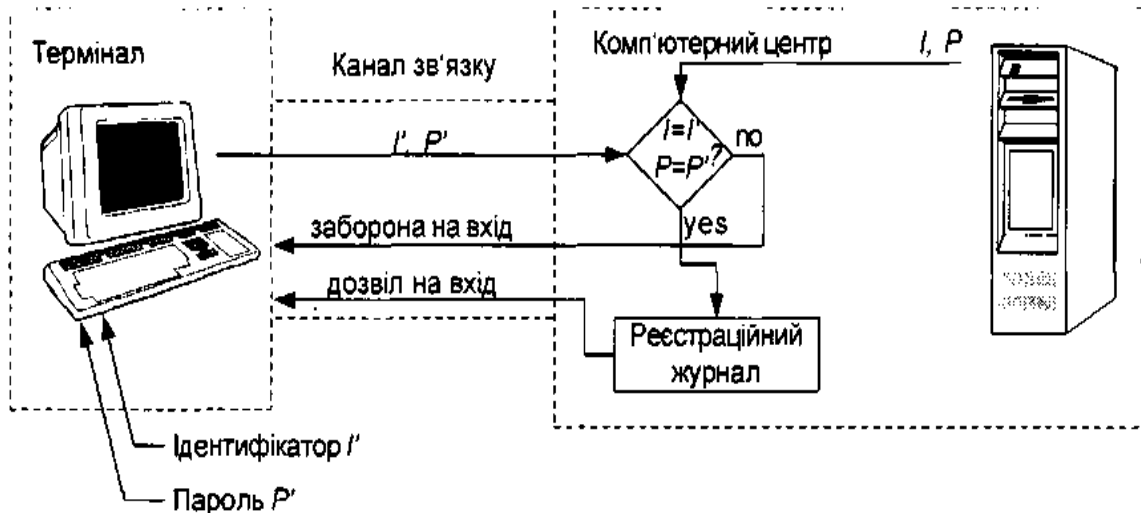 Термінал
Канал зв'язку
Комп'ютерний центр
I, P
I', P'
I=I'
P=P'?
no
yes
заборона на вхід
дозвіл на вхід
Реєстраційний
журнал
Ідентифікатор I'
Пароль P'